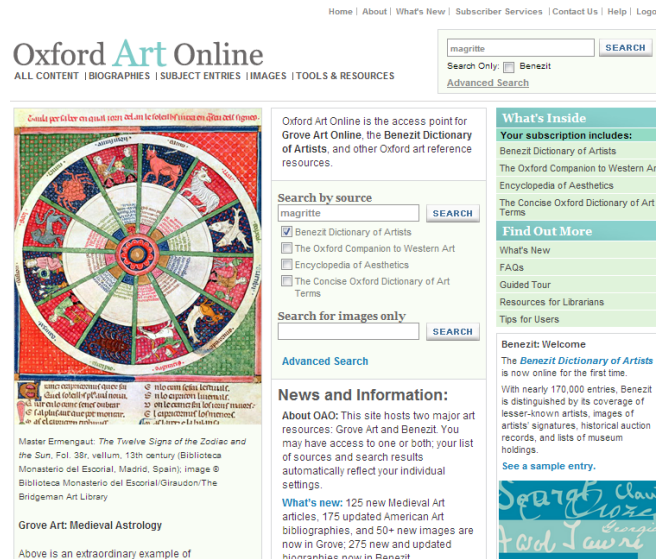 Home | About | What's New | Subscriber Services | Contact Us | Help |
Oxford Art Online
ALL CONTENT | BIOGRAPHIES | SUBJECT ENTRIES | IMAGES | TOOLS & RESOURCES
magritte
SEARCH
Search Only: Benezit
Advanced Search
Oxford Art Online is the access point for
Grove Art Online, the Benezit Dictionary
of Artists, and other Oxford art reference
resources.
Search by source
magritte
SEARCH
Benezit Dictionary of Artists
The Oxford Companion to Western Art
Encyclopedia of Aesthetics
The Concise Oxford Dictionary of Art
Terms
Search for images only
SEARCH
Advanced Search
News and Information:
About OAO: This site hosts two major art
resources: Grove Art and Benezit. You
may have access to one or both; your list
of sources and search results
automatically reflect your individual
settings.
What's new: 125 new Medieval Art
articles, 175 updated American Art
bibliographies, and 50+ new images are
now in Grove; 275 new and updated
biographies now in Benezit
What's Inside
Your subscription includes:
Benezit Dictionary of Artists
The Oxford Companion to Western
Encyclopedia of Aesthetics
The Concise Oxford Dictionary of Art
Terms
Find Out More
What's New
FAQs
Guided Tour
Resources for Librarians
Tips for Users
Benezit: Welcome
The Benezit Dictionary of Artists
is now online for the first time.
With nearly 170,000 entries, Benezit
is distinguished by its coverage of
lesser-known artists, images of
artists' signatures, historical auction
records, and lists of museum
holdings.
See a sample entry.
Master Ermengaut: The Twelve Signs of the Zodiac and
the Sun, Fol. 38r, vellum, 13th century (Biblioteca
Monasterio del Escorial, Madrid, Spain); image ©
Biblioteca Monasterio del Escorial/Giraudon/The
Bridgeman Art Library
Grove Art: Medieval Astrology
Above is an extraordinary example of